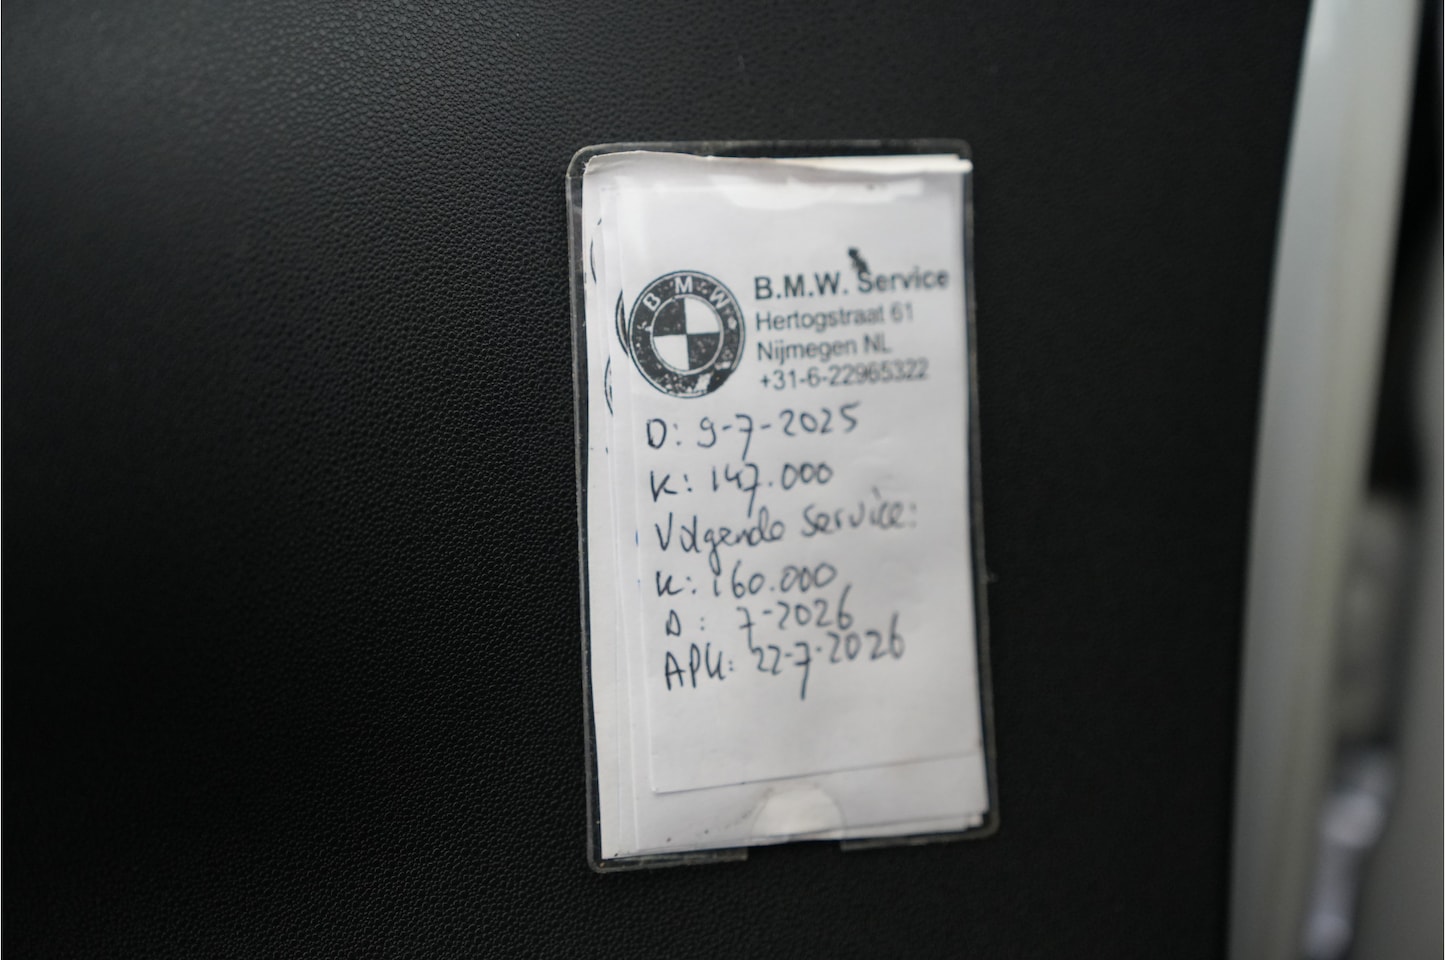 BMW
B.M.W. Service
Hertogstraat 61
Nijmegen NL
+31-6-22965322
D: 9-7-2025
K: 147.000
Volgende Service:
K: 160.000
D: 7-2026
APK: 22-7-2026